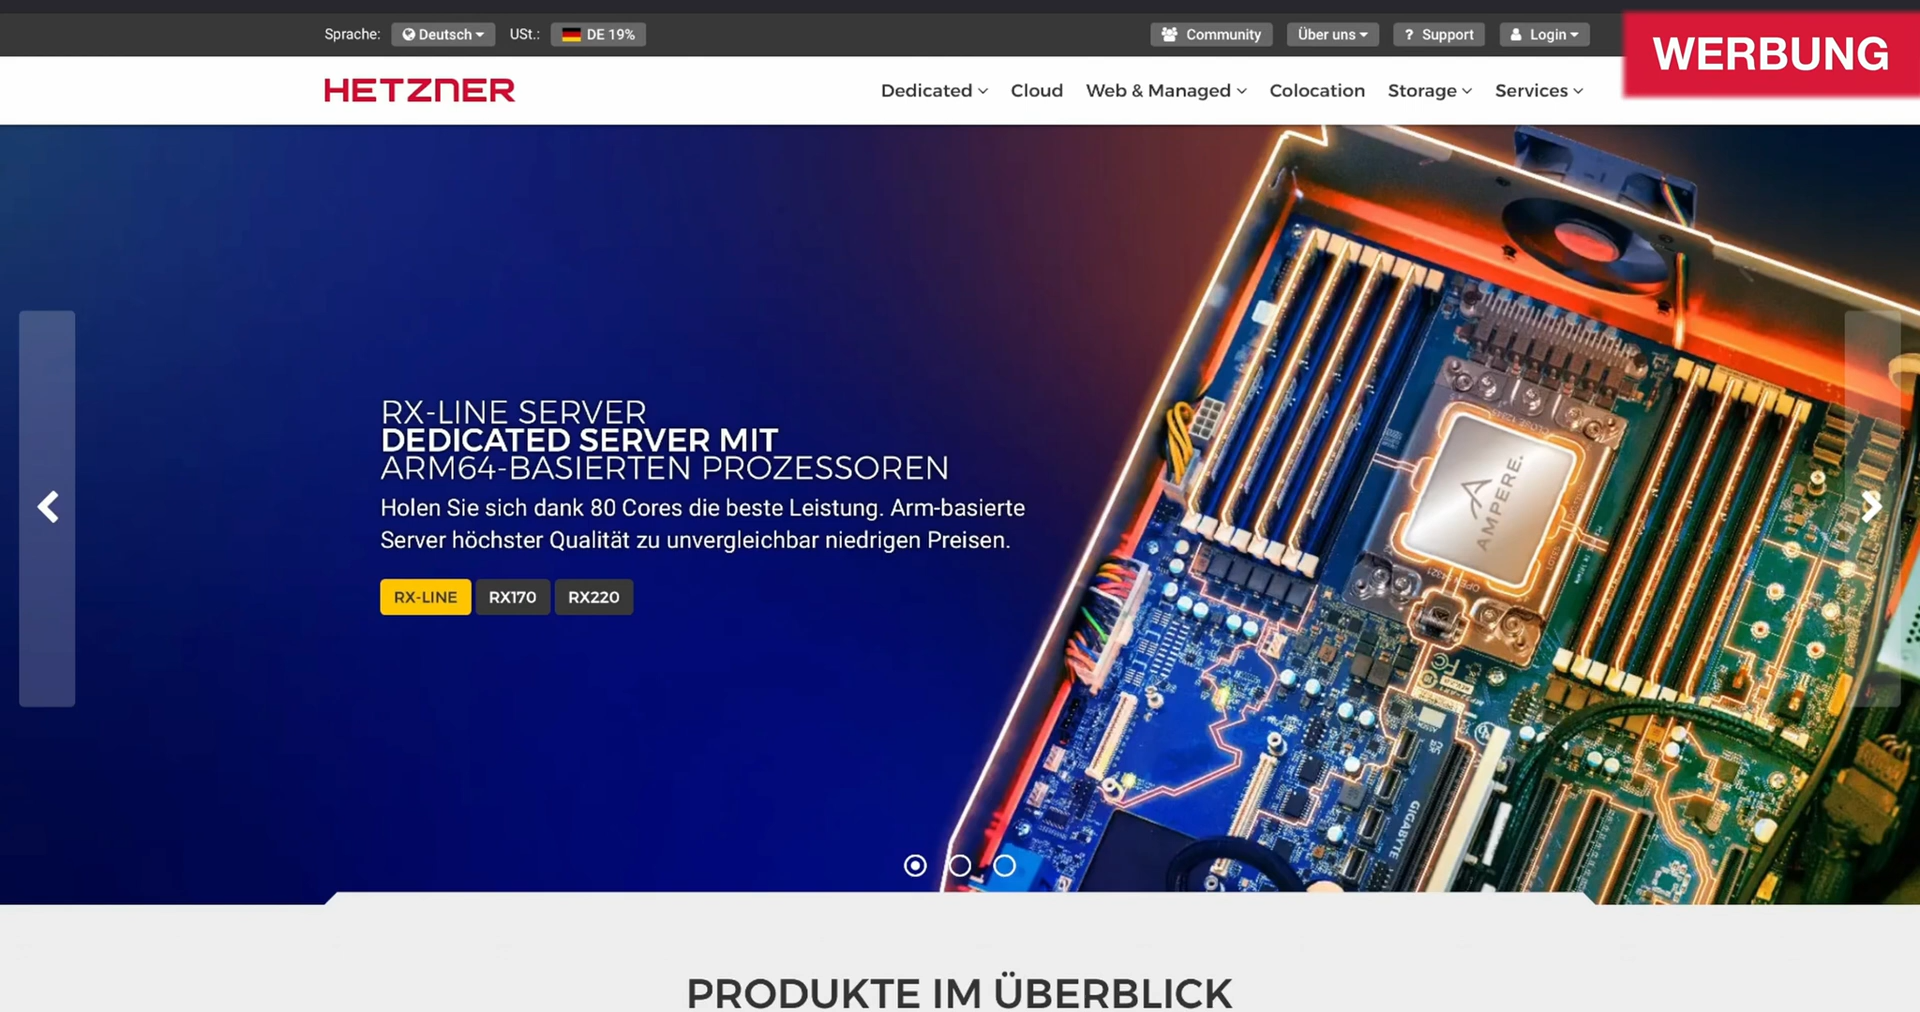 Sprache: Deutsch USt.: DE 19% Community Über uns ? Support Login
WERBUNG
HETZNER Dedicated Cloud Web & Managed Colocation Storage Services
RX-LINE SERVER
DEDICATED SERVER MIT
ARM64-BASIERTEN PROZESSOREN
Holen Sie sich dank 80 Cores die beste Leistung. Arm-basierte
Server höchster Qualität zu unvergleichbar niedrigen Preisen.
RX-LINE RX170 RX220
AMPERE.
GIGABYTE
PRODUKTE IM ÜBERBLICK